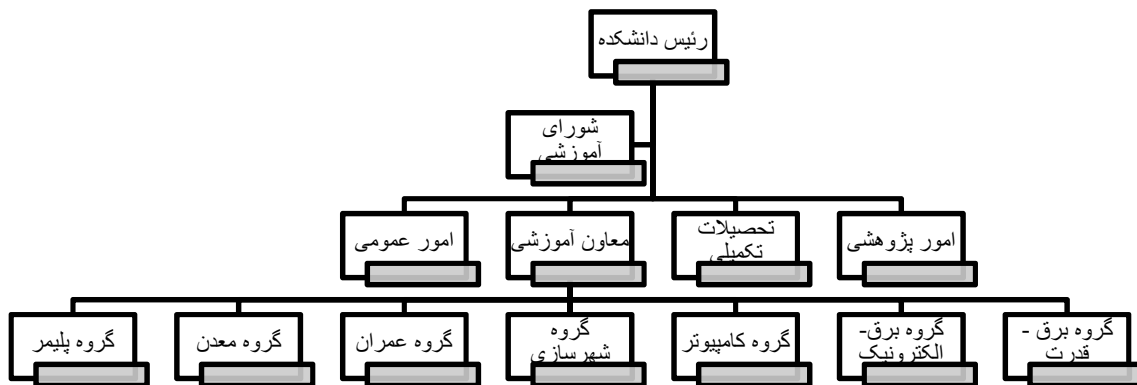 رئیس دانشکده
شورای
آموزشی
امور پژوهشی
تحصیلات
تکمیلی
معاون آموزشی
امور عمومی
گروه برق -
قدرت
گروه برق-
الکترونیک
گروه کامپیوتر
گروه
شهرسازی
گروه عمران
گروه معدن
گروه پلیمر